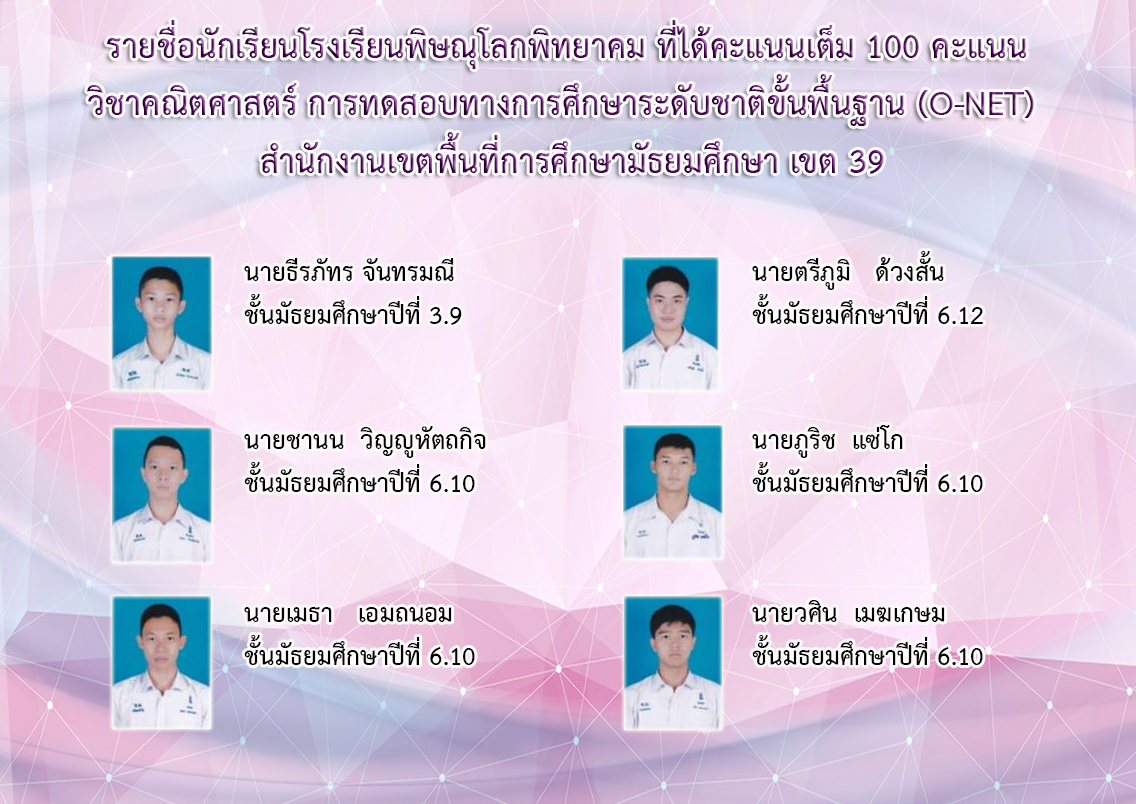 รายชื่อนักเรียนโรงเรียนพิษณุโลกพิทยาคม ที่ได้คะแนนเต็ม 100 คะแนน
วิชาคณิตศาสตร์ การทดสอบทางการศึกษาระดับชาติขั้นพื้นฐาน (O-NET)
สำนักงานเขตพื้นที่การศึกษามัธยมศึกษา เขต 39
นายธีรภัทร จันทรมณี
ชั้นมัธยมศึกษาปีที่ 3.9
นายตรีภูมิ ด้วงสั้น
ชั้นมัธยมศึกษาปีที่ 6.12
นายชานน วิญญูหัตถกิจ
ชั้นมัธยมศึกษาปีที่ 6.10
นายภูริช แซ่โก
ชั้นมัธยมศึกษาปีที่ 6.10
นายเมธา เอมถนอม
ชั้นมัธยมศึกษาปีที่ 6.10
นายวศิน เมฆเกษม
ชั้นมัธยมศึกษาปีที่ 6.10